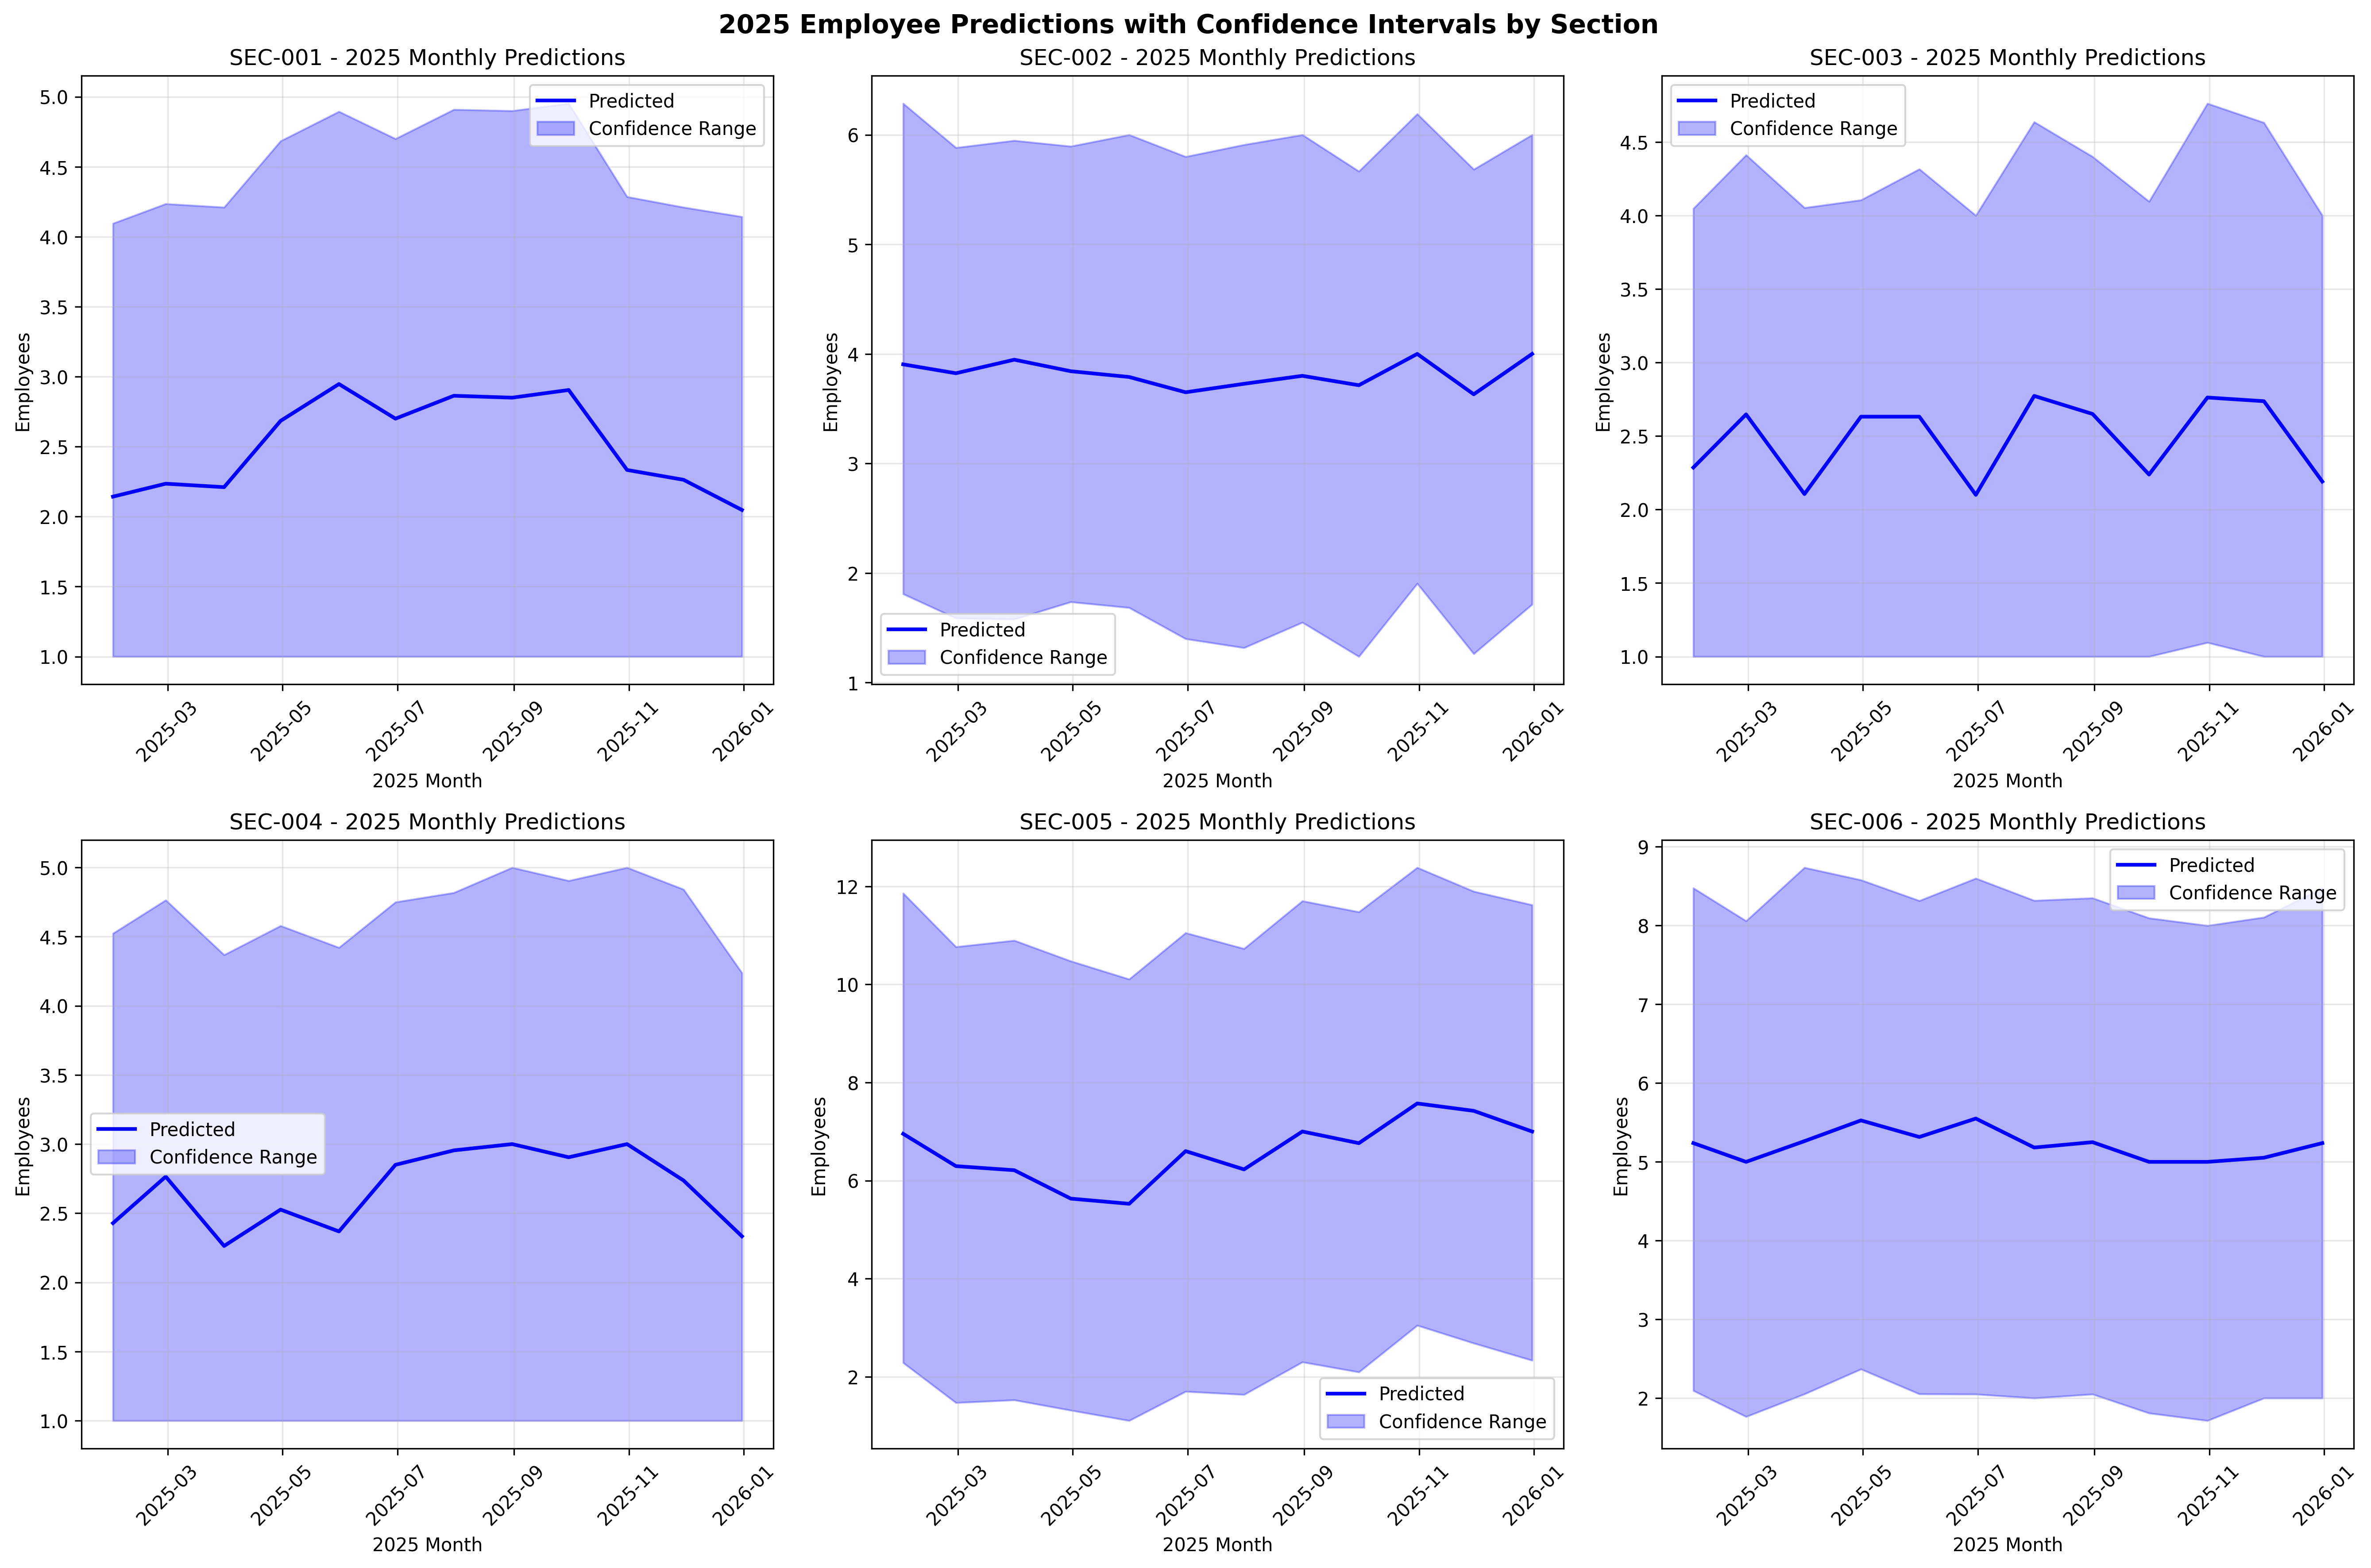 2025 Employee Predictions with Confidence Intervals by Section
SEC-001 - 2025 Monthly Predictions
5.0
4.5
4.0
3.5
3.0
2.5
2.0
1.5
1.0
Employees
Predicted
Confidence Range
2025-03
2025-05
2025-07
2025-09
2025-11
2026-01
2025 Month
SEC-002 - 2025 Monthly Predictions
6
5
4
3
2
1
Employees
Predicted
Confidence Range
2025-03
2025-05
2025-07
2025-09
2025-11
2026-01
2025 Month
SEC-003 - 2025 Monthly Predictions
4.5
4.0
3.5
3.0
2.5
2.0
1.5
1.0
Employees
Predicted
Confidence Range
2025-03
2025-05
2025-07
2025-09
2025-11
2026-01
2025 Month
SEC-004 - 2025 Monthly Predictions
5.0
4.5
4.0
3.5
3.0
2.5
2.0
1.5
1.0
Employees
Predicted
Confidence Range
2025-03
2025-05
2025-07
2025-09
2025-11
2026-01
2025 Month
SEC-005 - 2025 Monthly Predictions
12
10
8
6
4
2
Employees
Predicted
Confidence Range
2025-03
2025-05
2025-07
2025-09
2025-11
2026-01
2025 Month
SEC-006 - 2025 Monthly Predictions
9
8
7
6
5
4
3
2
Employees
Predicted
Confidence Range
2025-03
2025-05
2025-07
2025-09
2025-11
2026-01
2025 Month